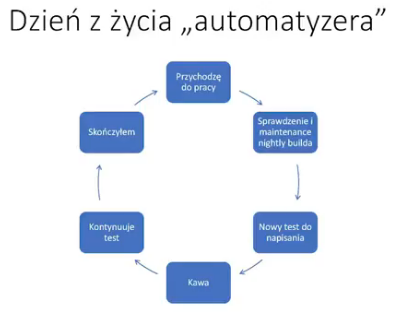 Dzień z życia „automatyzera”
Przychodzę
do pracy
Sprawdzenie i
maintenance
nightly builda
Nowy test do
napisania
Kawa
Kontynuuje
test
Skończyłem